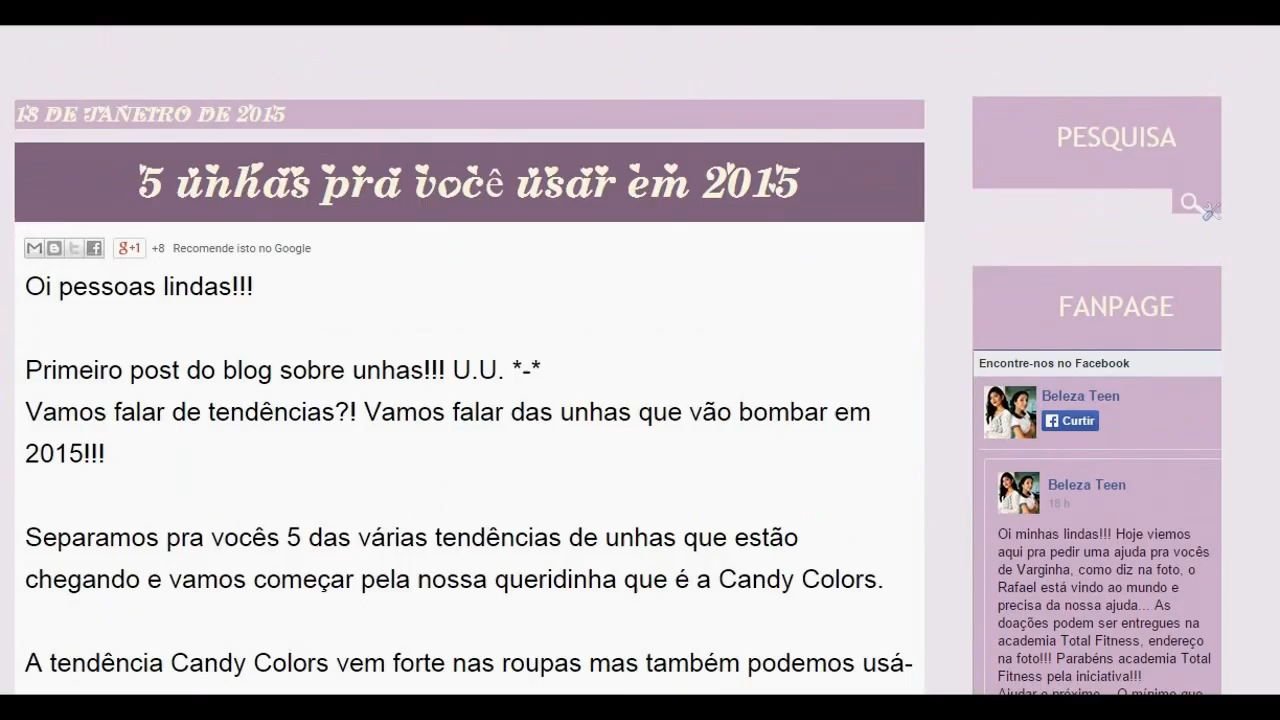 18 DE JANEIRO DE 2015
5 unhas pra você usar em 2015
g+1 +8 Recomende isto no Google
Oi pessoas lindas!!!
Primeiro post do blog sobre unhas!!! U.U. *-*
Vamos falar de tendências?! Vamos falar das unhas que vão bombar em
2015!!!
Separamos pra vocês 5 das várias tendências de unhas que estão
chegando e vamos começar pela nossa queridinha que é a Candy Colors.
A tendência Candy Colors vem forte nas roupas mas também podemos usá-
PESQUISA
FANPAGE
Encontre-nos no Facebook
Beleza Teen
Curtir
Beleza Teen
18 h
Oi minhas lindas!!! Hoje viemos
aqui pra pedir uma ajuda pra vocês
de Varginha, como diz na foto, o
Rafael está vindo ao mundo e
precisa da nossa ajuda... As
doações podem ser entregues na
academia Total Fitness, endereço
na foto!!! Parabéns academia Total
Fitness pela iniciativa!!!
Ajudar o próximo... O mínimo que